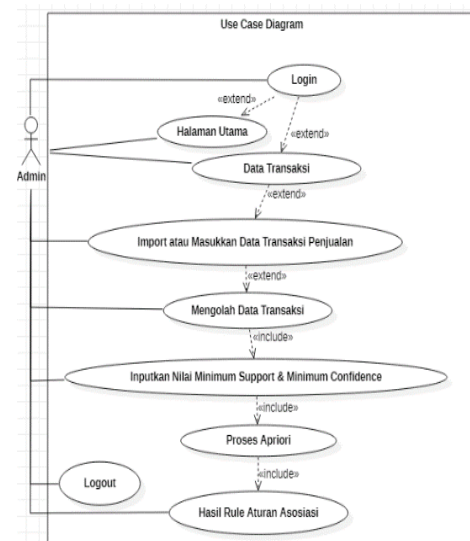 Use Case Diagram
Login
«extend»
Halaman Utama
«extend»
Admin
Data Transaksi
«extend»
Import atau Masukkan Data Transaksi Penjualan
«extend»
Mengolah Data Transaksi
«include»
Inputkan Nilai Minimum Support & Minimum Confidence
«include»
Proses Apriori
«include»
Logout
Hasil Rule Aturan Asosiasi